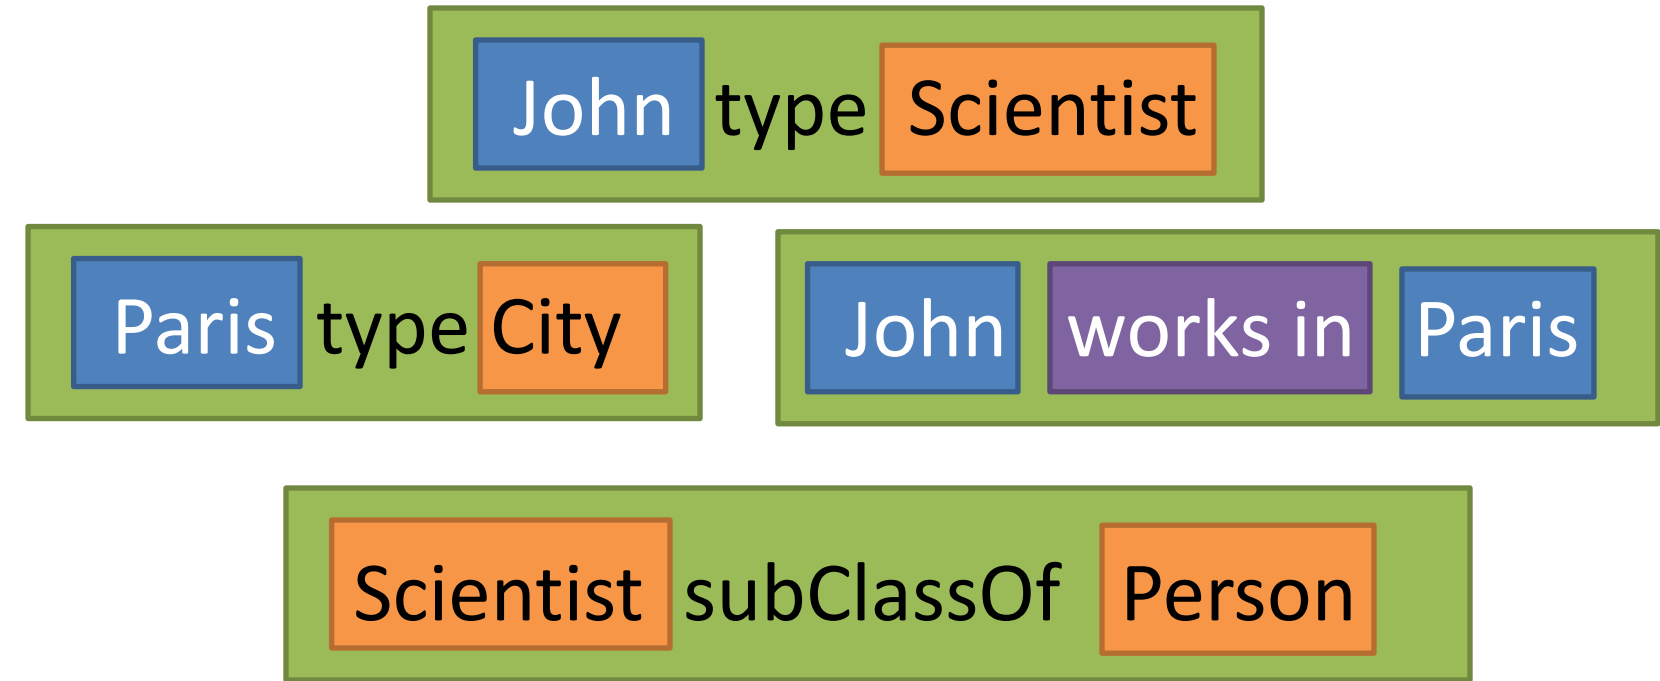 John type Scientist
Paris type City
John works in Paris
Scientist subClassOf Person